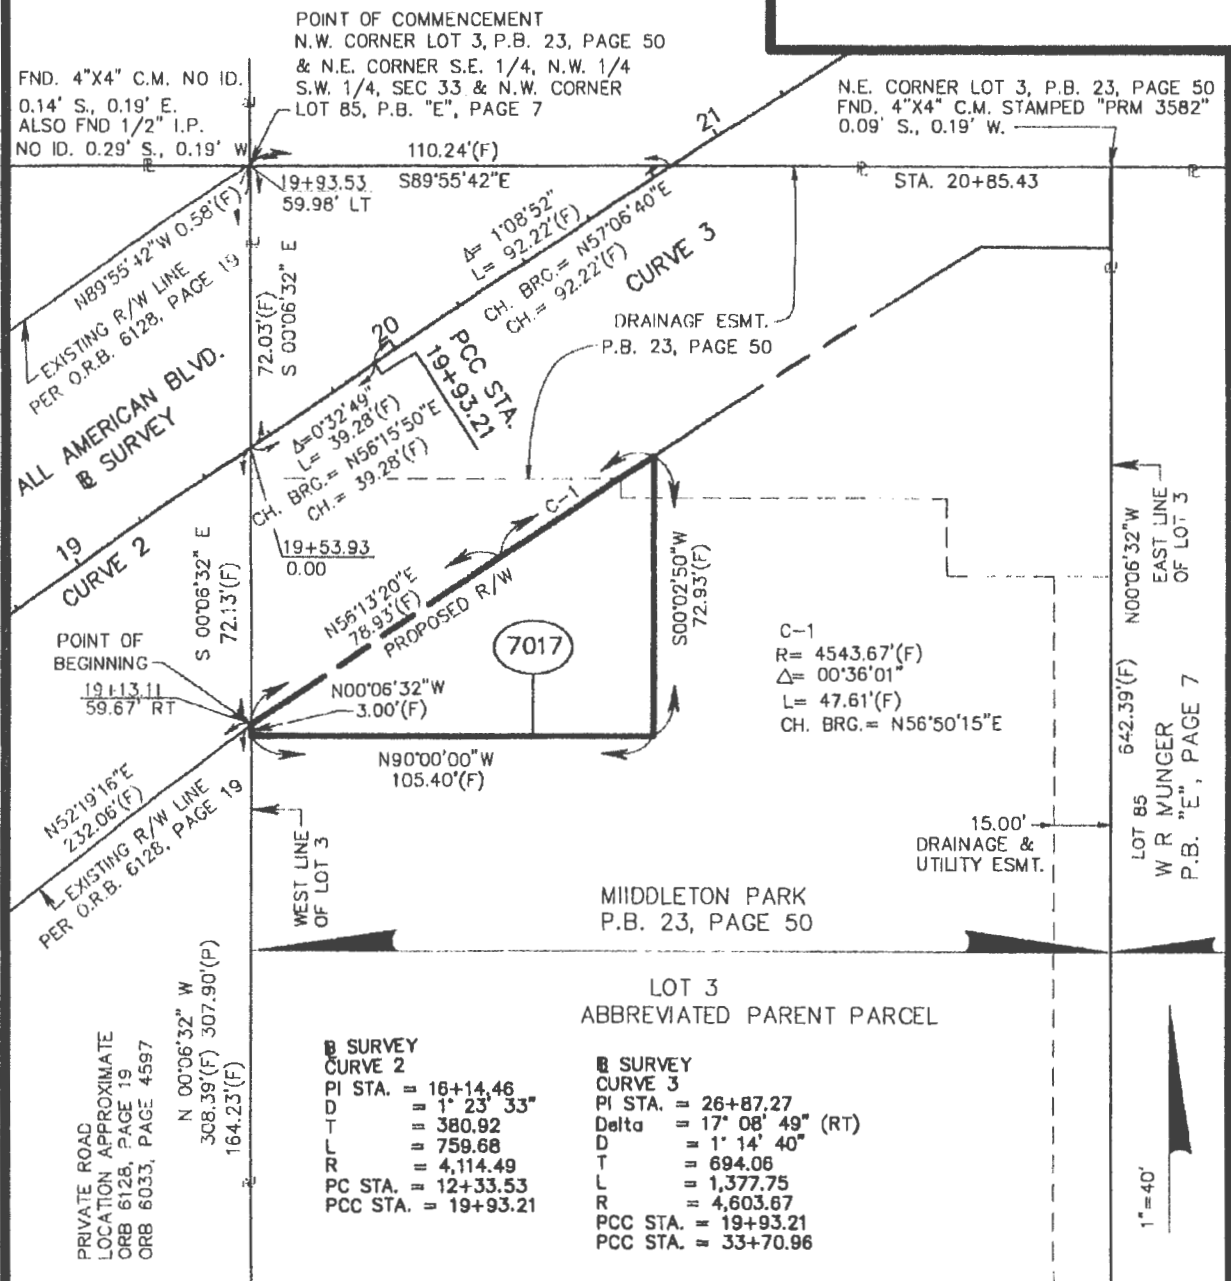 POINT OF COMMENCEMENT
N.W. CORNER LOT 3, P.B. 23, PAGE 50
& N.E. CORNER S.E. 1/4, N.W. 1/4
S.W. 1/4, SEC 33 & N.W. CORNER
LOT 85, P.B. "E", PAGE 7
FND. 4"X4" C.M. NO ID.
0.14' S., 0.19' E.
ALSO FND 1/2" I.P.
NO ID. 0.29' S., 0.19' W
N.E. CORNER LOT 3, P.B. 23, PAGE 50
FND. 4"X4" C.M. STAMPED "PRM 3582"
0.09' S., 0.19' W.
21
110.24'(F)
S89°55'42"E
STA. 20+85.43
19+93.53
59.98' LT
N89°55'42"W 0.58'(F)
EXISTING R/W LINE
PER O.R.B. 6128, PAGE 19
72.03'(F)
S 00°06'32" E
Δ= 1°08'52"
L= 92.22'(F)
CH. BRG.= N57°06'40"E
CH.= 92.22'(F)
CURVE 3
DRAINAGF ESMT.
P.B. 23, PAGE 50
20
PCC STA.
19+93.21
ALL AMERICAN BLVD.
℄ SURVEY
Δ=0°32'49"
L= 39.28'(F)
CH. BRG.= N56°15'50"E
CH.= 39.28'(F)
19
CURVE 2
19+53.93
0.00
S 00°06'32" E
72.13'(F)
C-1
N56°13'20"E
78.93'(F)
PROPOSED R/W
7017
S00°02'50"W
72.93'(F)
POINT OF
BEGINNING
19+13.11
59.67' RT
N00°06'32"W
3.00'(F)
N90°00'00"W
105.40'(F)
C-1
R= 4543.67'(F)
Δ= 00°36'01"
L= 47.61'(F)
CH. BRG.= N56°50'15"E
N00°06'32"W
642.39'(F)
EAST LINE
OF LOT 3
LOT 85
W R MUNGER
P.B. "E", PAGE 7
N52°19'16"E
232.06'(F)
EXISTING R/W LINE
PER O.R.B. 6128, PAGE 19
WEST LINE
OF LOT 3
15.00'
DRAINAGE &
UTILITY ESMT.
MIIDDLETON PARK
P.B. 23, PAGE 50
LOT 3
ABBREVIATED PARENT PARCEL
N 00°06'32" W
308.39'(F) 307.90'(P)
164.23'(F)
PRIVATE ROAD
LOCATION APPROXIMATE
ORB 6128, PAGE 19
ORB 6033, PAGE 4597
℄ SURVEY
CURVE 2
PI STA. = 16+14.46
D = 1° 23' 33"
T = 380.92
L = 759.68
R = 4,114.49
PC STA. = 12+33.53
PCC STA. = 19+93.21
℄ SURVEY
CURVE 3
PI STA. = 26+87.27
Delta = 17° 08' 49" (RT)
D = 1° 14' 40"
T = 694.06
L = 1,377.75
R = 4,603.67
PCC STA. = 19+93.21
PCC STA. = 33+70.96
1"=40'